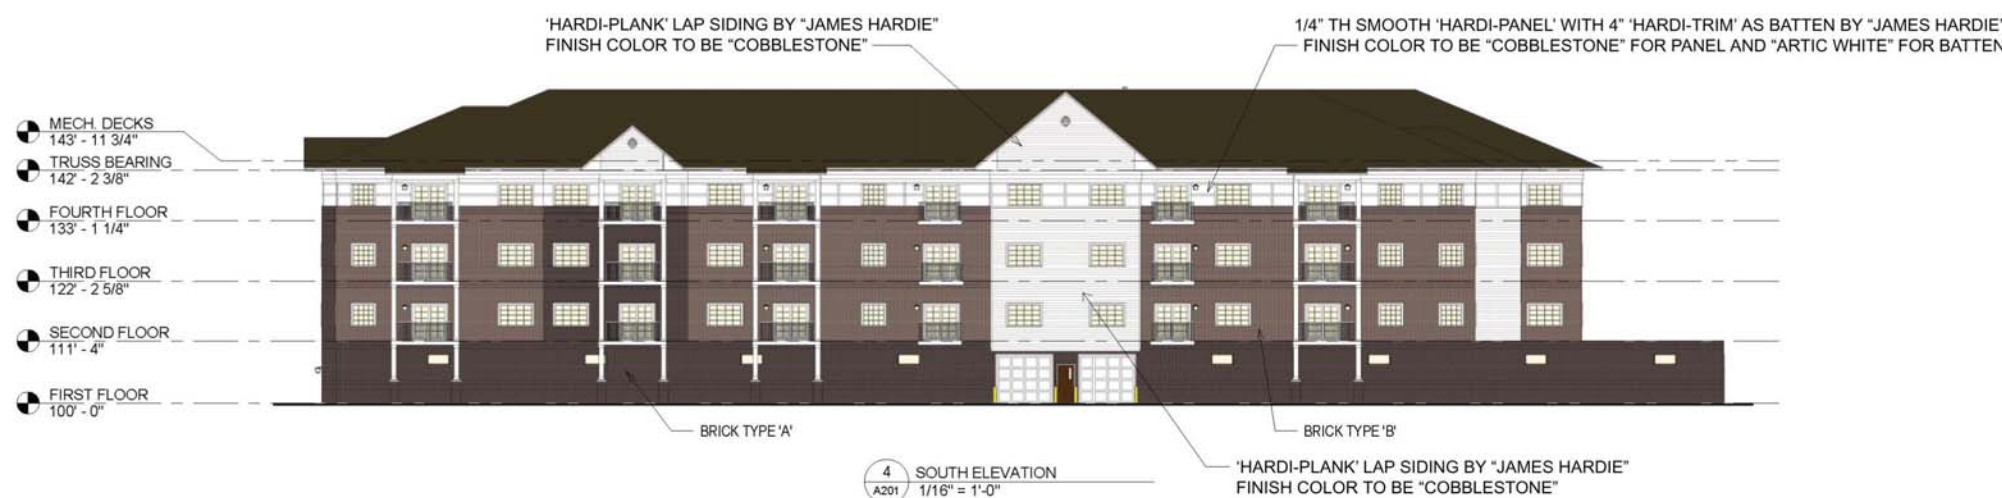 ‘HARDI-PLANK’ LAP SIDING BY “JAMES HARDIE”
FINISH COLOR TO BE “COBBLESTONE”
1/4” TH SMOOTH ‘HARDI-PANEL’ WITH 4” ‘HARDI-TRIM’ AS BATTEN BY “JAMES HARDIE”
FINISH COLOR TO BE “COBBLESTONE” FOR PANEL AND “ARTIC WHITE” FOR BATTEN
MECH. DECKS
143' - 11 3/4"
TRUSS BEARING
142' - 2 3/8"
FOURTH FLOOR
133' - 1 1/4"
THIRD FLOOR
122' - 2 5/8"
SECOND FLOOR
111' - 4"
FIRST FLOOR
100' - 0"
BRICK TYPE 'A'
BRICK TYPE 'B'
4
A201
SOUTH ELEVATION
1/16" = 1'-0"
‘HARDI-PLANK’ LAP SIDING BY “JAMES HARDIE”
FINISH COLOR TO BE “COBBLESTONE”